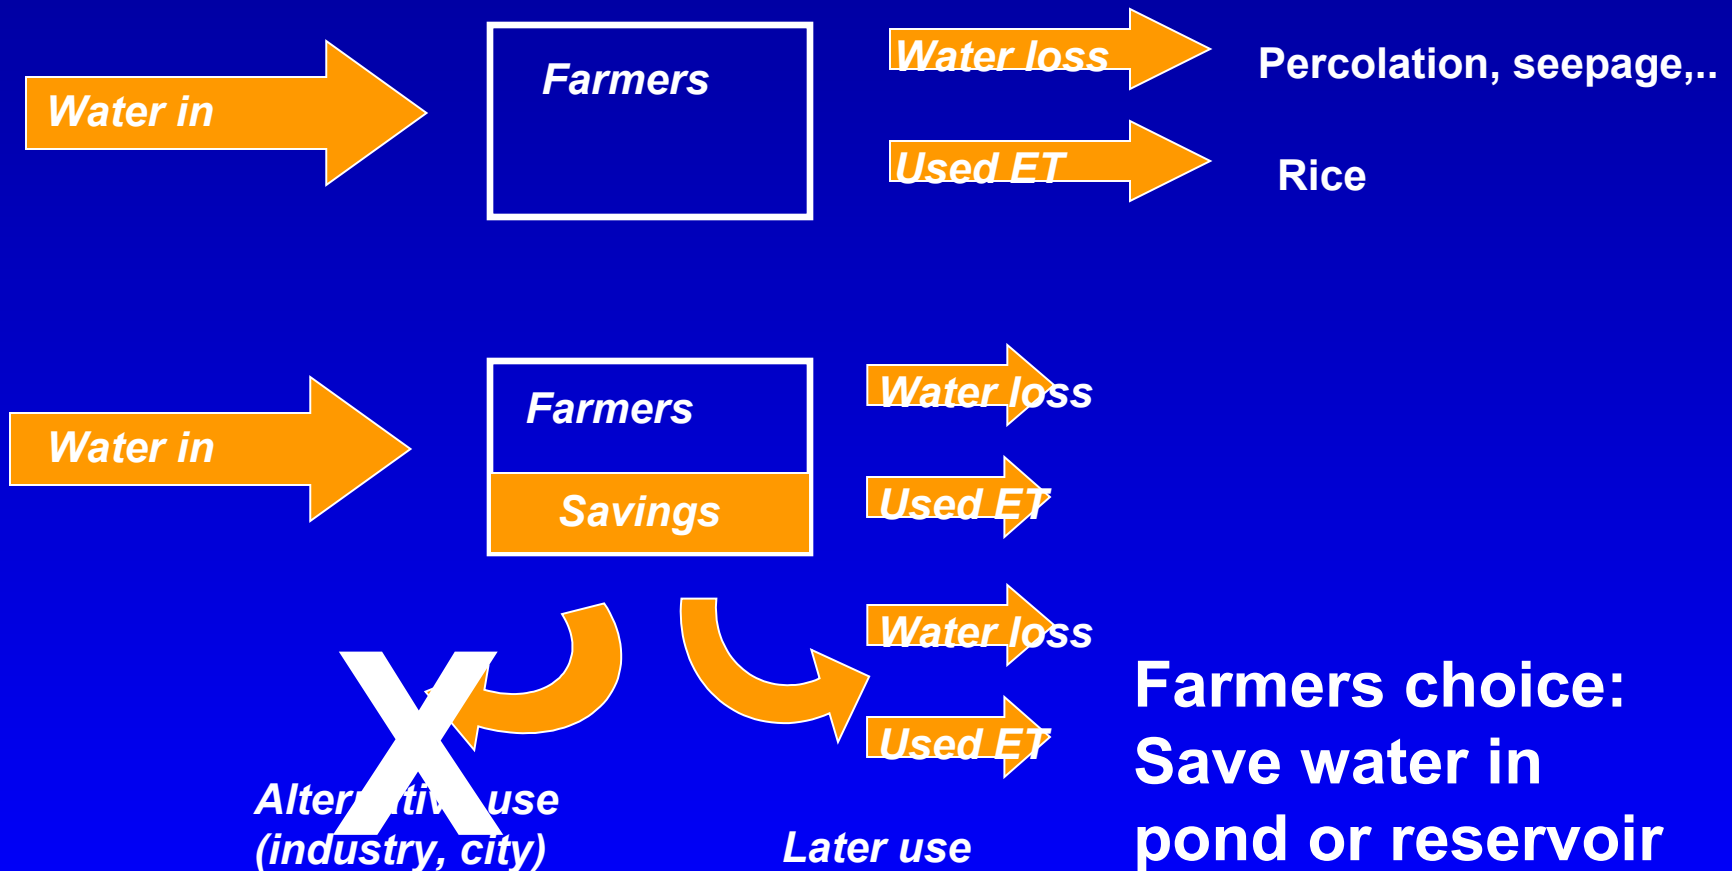 Water in
Farmers
Water loss
Percolation, seepage,..
Used ET
Rice
Water in
Farmers
Savings
Water loss
Used ET
Water loss
Used ET
X
Alternative use
(industry, city)
Later use
Farmers choice:
Save water in
pond or reservoir